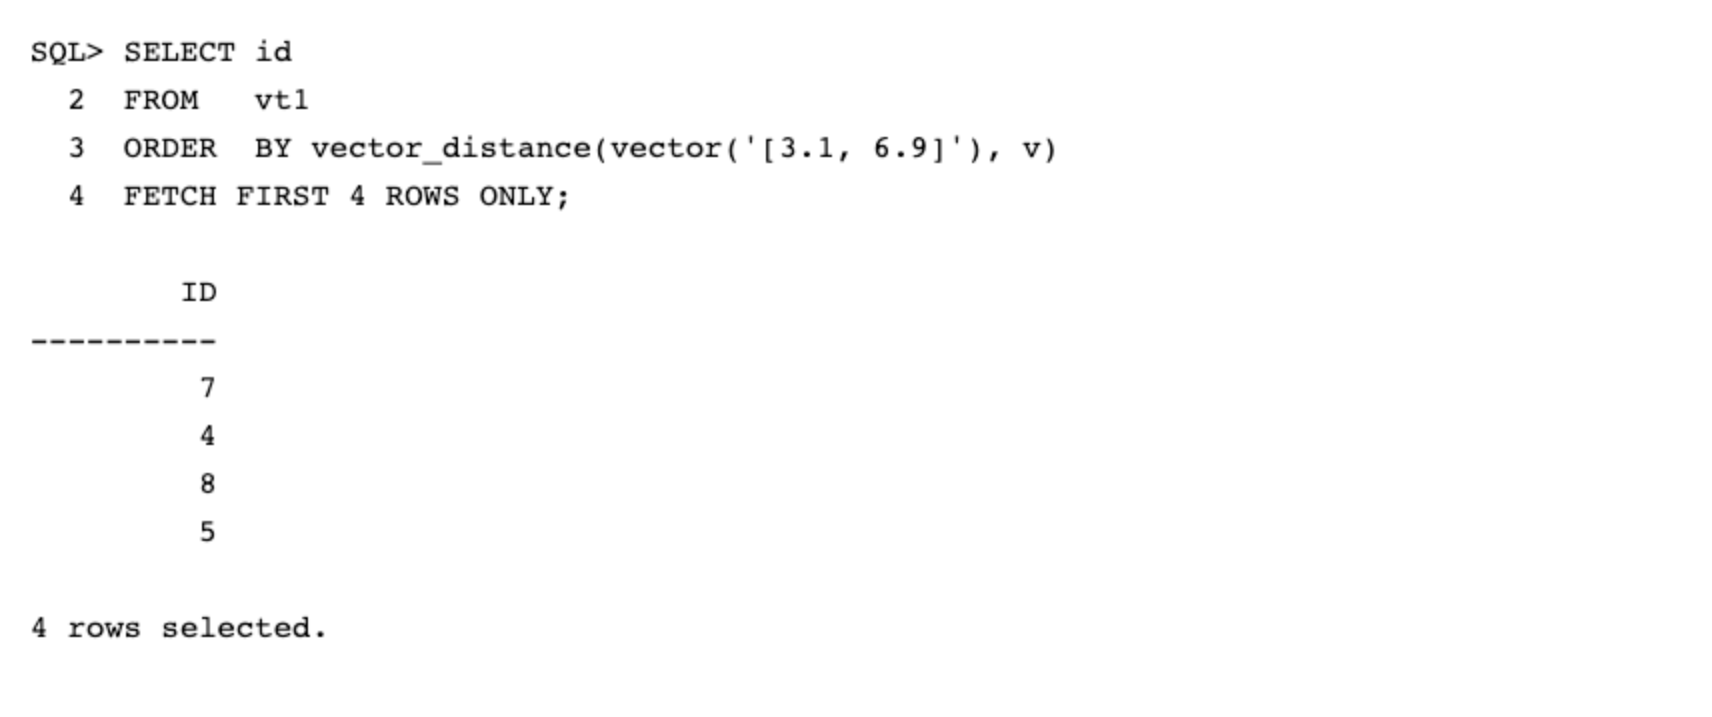 SQL> SELECT id
  2  FROM   vt1
  3  ORDER  BY vector_distance(vector('[3.1, 6.9]'), v)
  4  FETCH FIRST 4 ROWS ONLY;
        ID
----------
         7
         4
         8
         5
4 rows selected.